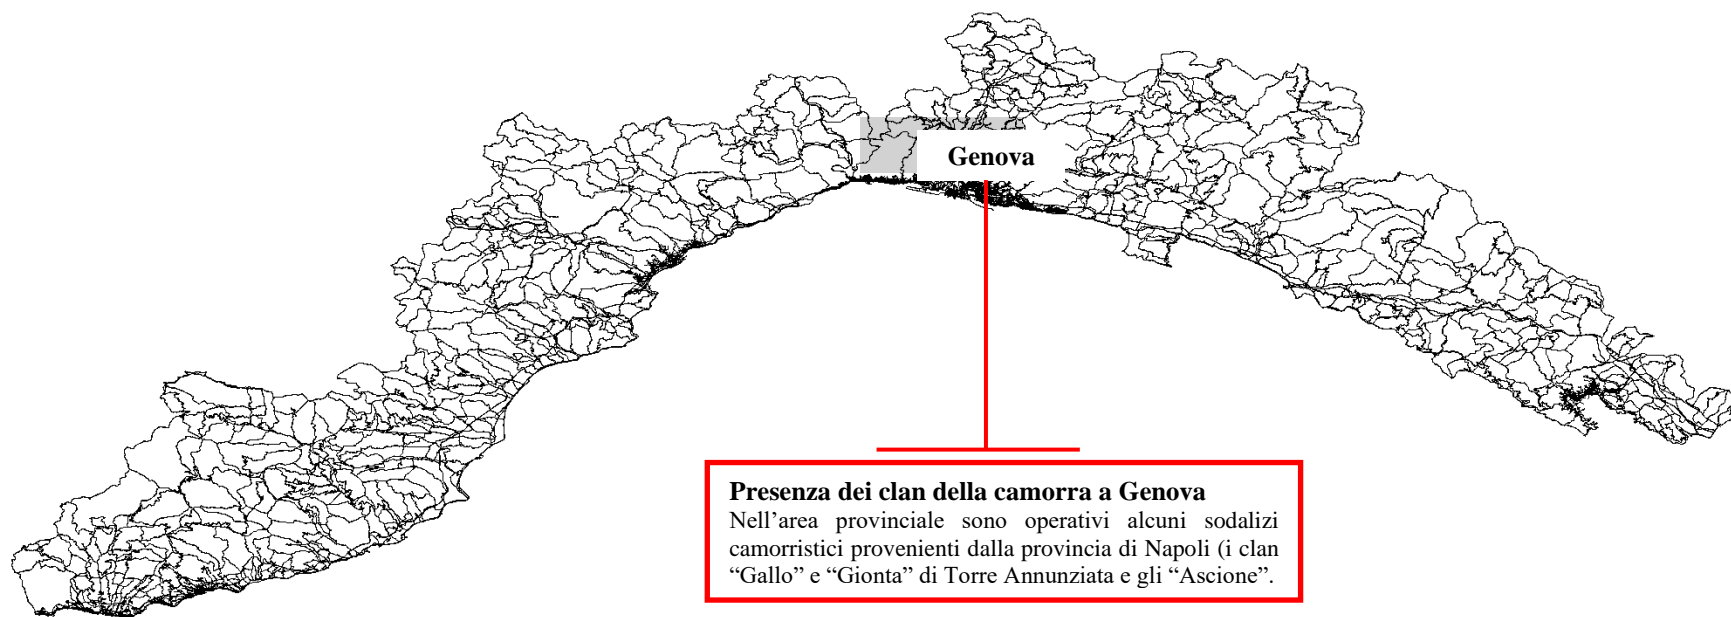 Genova
Presenza dei clan della camorra a Genova
Nell’area provinciale sono operativi alcuni sodalizi
camorristici provenienti dalla provincia di Napoli (i clan
“Gallo” e “Gionta” di Torre Annunziata e gli “Ascione”.